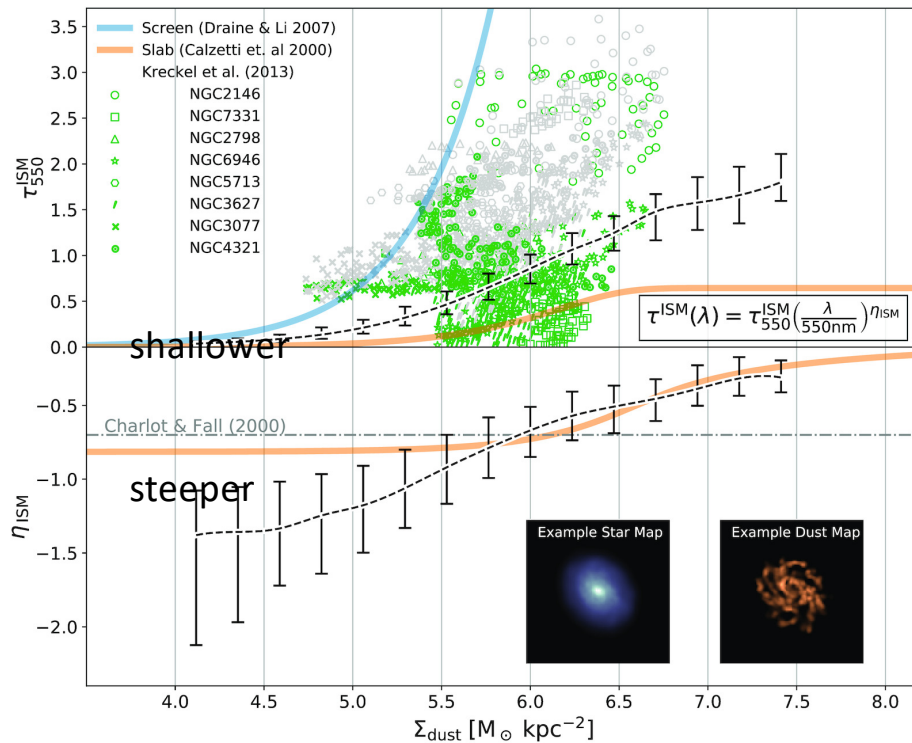 Screen (Draine & Li 2007)
Slab (Calzetti et. al 2000)
Kreckel et al. (2013)
NGC2146
NGC7331
NGC2798
NGC6946
NGC5713
NGC3627
NGC3077
NGC4321
3.5
3.0
2.5
2.0
1.5
1.0
0.5
0.0
τ^ISM_550
τ^ISM(λ) = τ^ISM_550 (λ/550nm)^η_ISM
shallower
Charlot & Fall (2000)
steeper
−0.5
−1.0
−1.5
−2.0
η_ISM
Example Star Map
Example Dust Map
4.0 4.5 5.0 5.5 6.0 6.5 7.0 7.5 8.0
Σ_dust [M_⊙ kpc^−2]